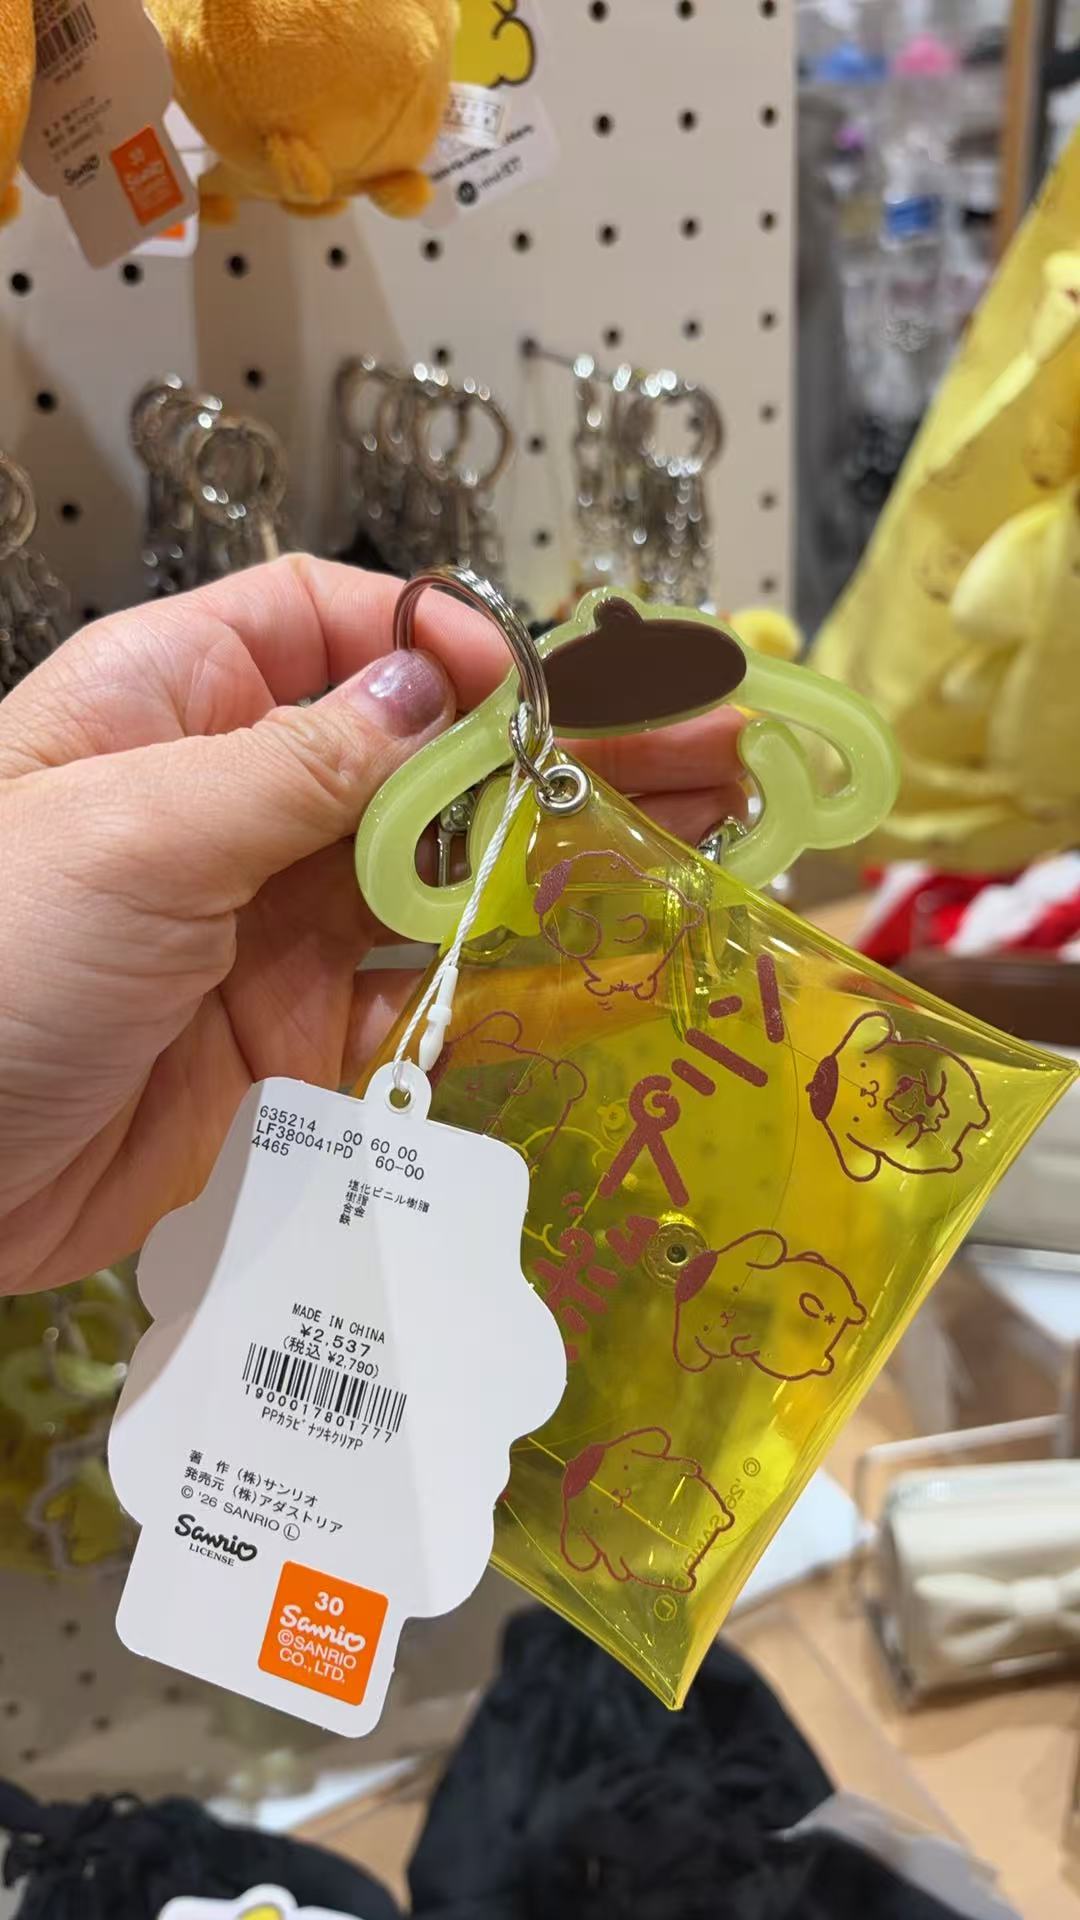 635214 00 60 00
LF380041PD 60-00
4465
塩化ビニル樹脂
樹脂
合金
MADE IN CHINA
¥2,537
(税込 ¥2,790)
1900017801777
PPカラビナツキクリアP
著 作 (株)サンリオ
発売元 (株)アダストリア
© '26 SANRIO Ⓛ
Sanrio
LICENSE
30
Sanrio
©SANRIO
CO.,LTD.
Sanrio
30